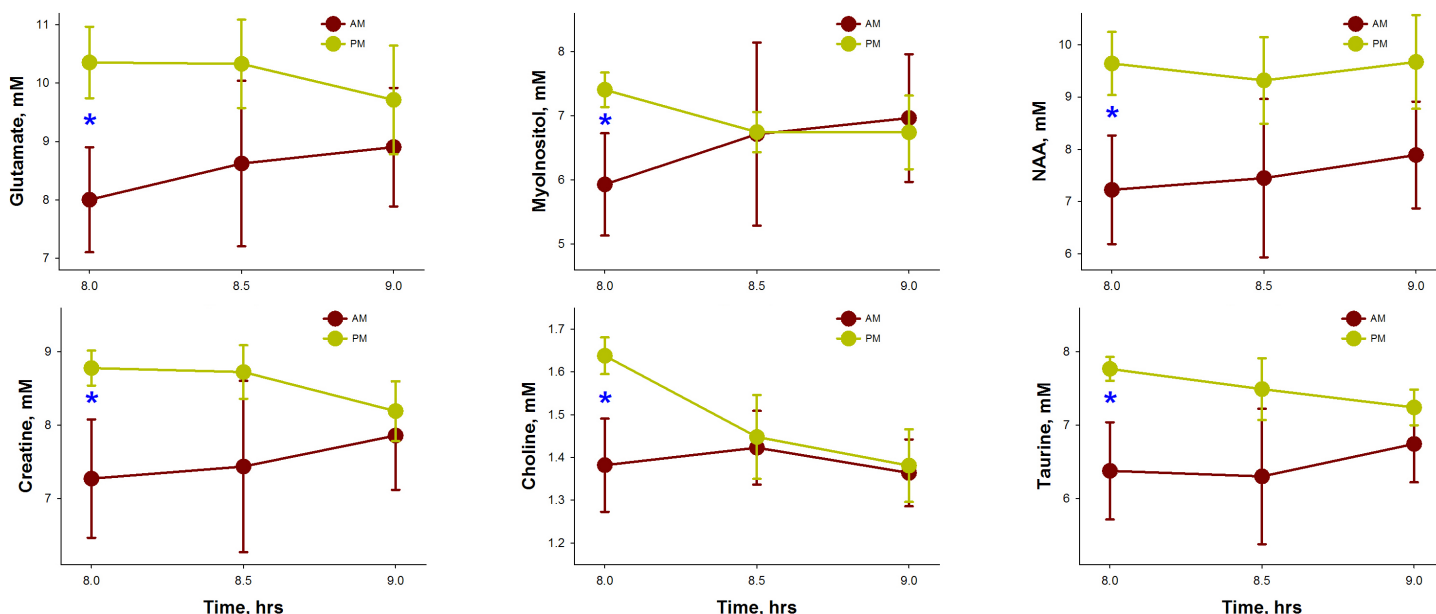 Glutamate, mM
11
10
9
8
7
*
AM
PM
8.0
8.5
9.0
MyoInositol, mM
8
7
6
5
*
AM
PM
8.0
8.5
9.0
NAA, mM
10
9
8
7
6
*
AM
PM
8.0
8.5
9.0
Creatine, mM
9
8
7
*
AM
PM
8.0
8.5
9.0
Time, hrs
Choline, mM
1.7
1.6
1.5
1.4
1.3
1.2
*
AM
PM
8.0
8.5
9.0
Time, hrs
Taurine, mM
8
7
6
*
AM
PM
8.0
8.5
9.0
Time, hrs